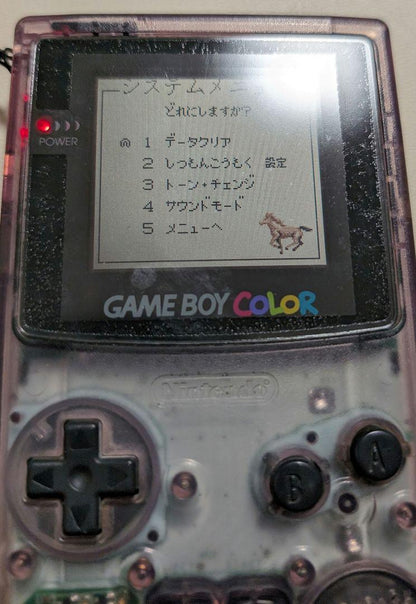 システムメニュー
どれにしますか?
1 データクリア
2 しつもんこうもく 設定
3 トーン・チェンジ
4 サウンドモード
5 メニューへ
POWER
GAME BOY COLOR
Nintendo
B
A